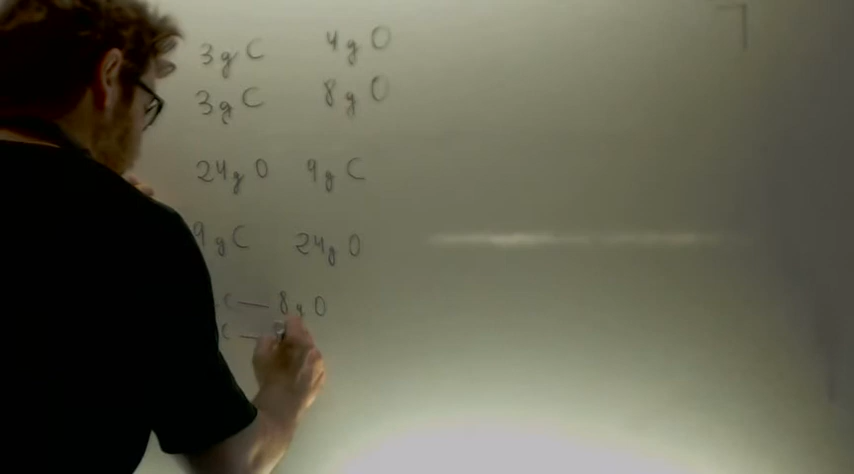 3g C 4g O
3g C 8g O
24g O 9g C
9g C 24g O
C — 8g O
C —